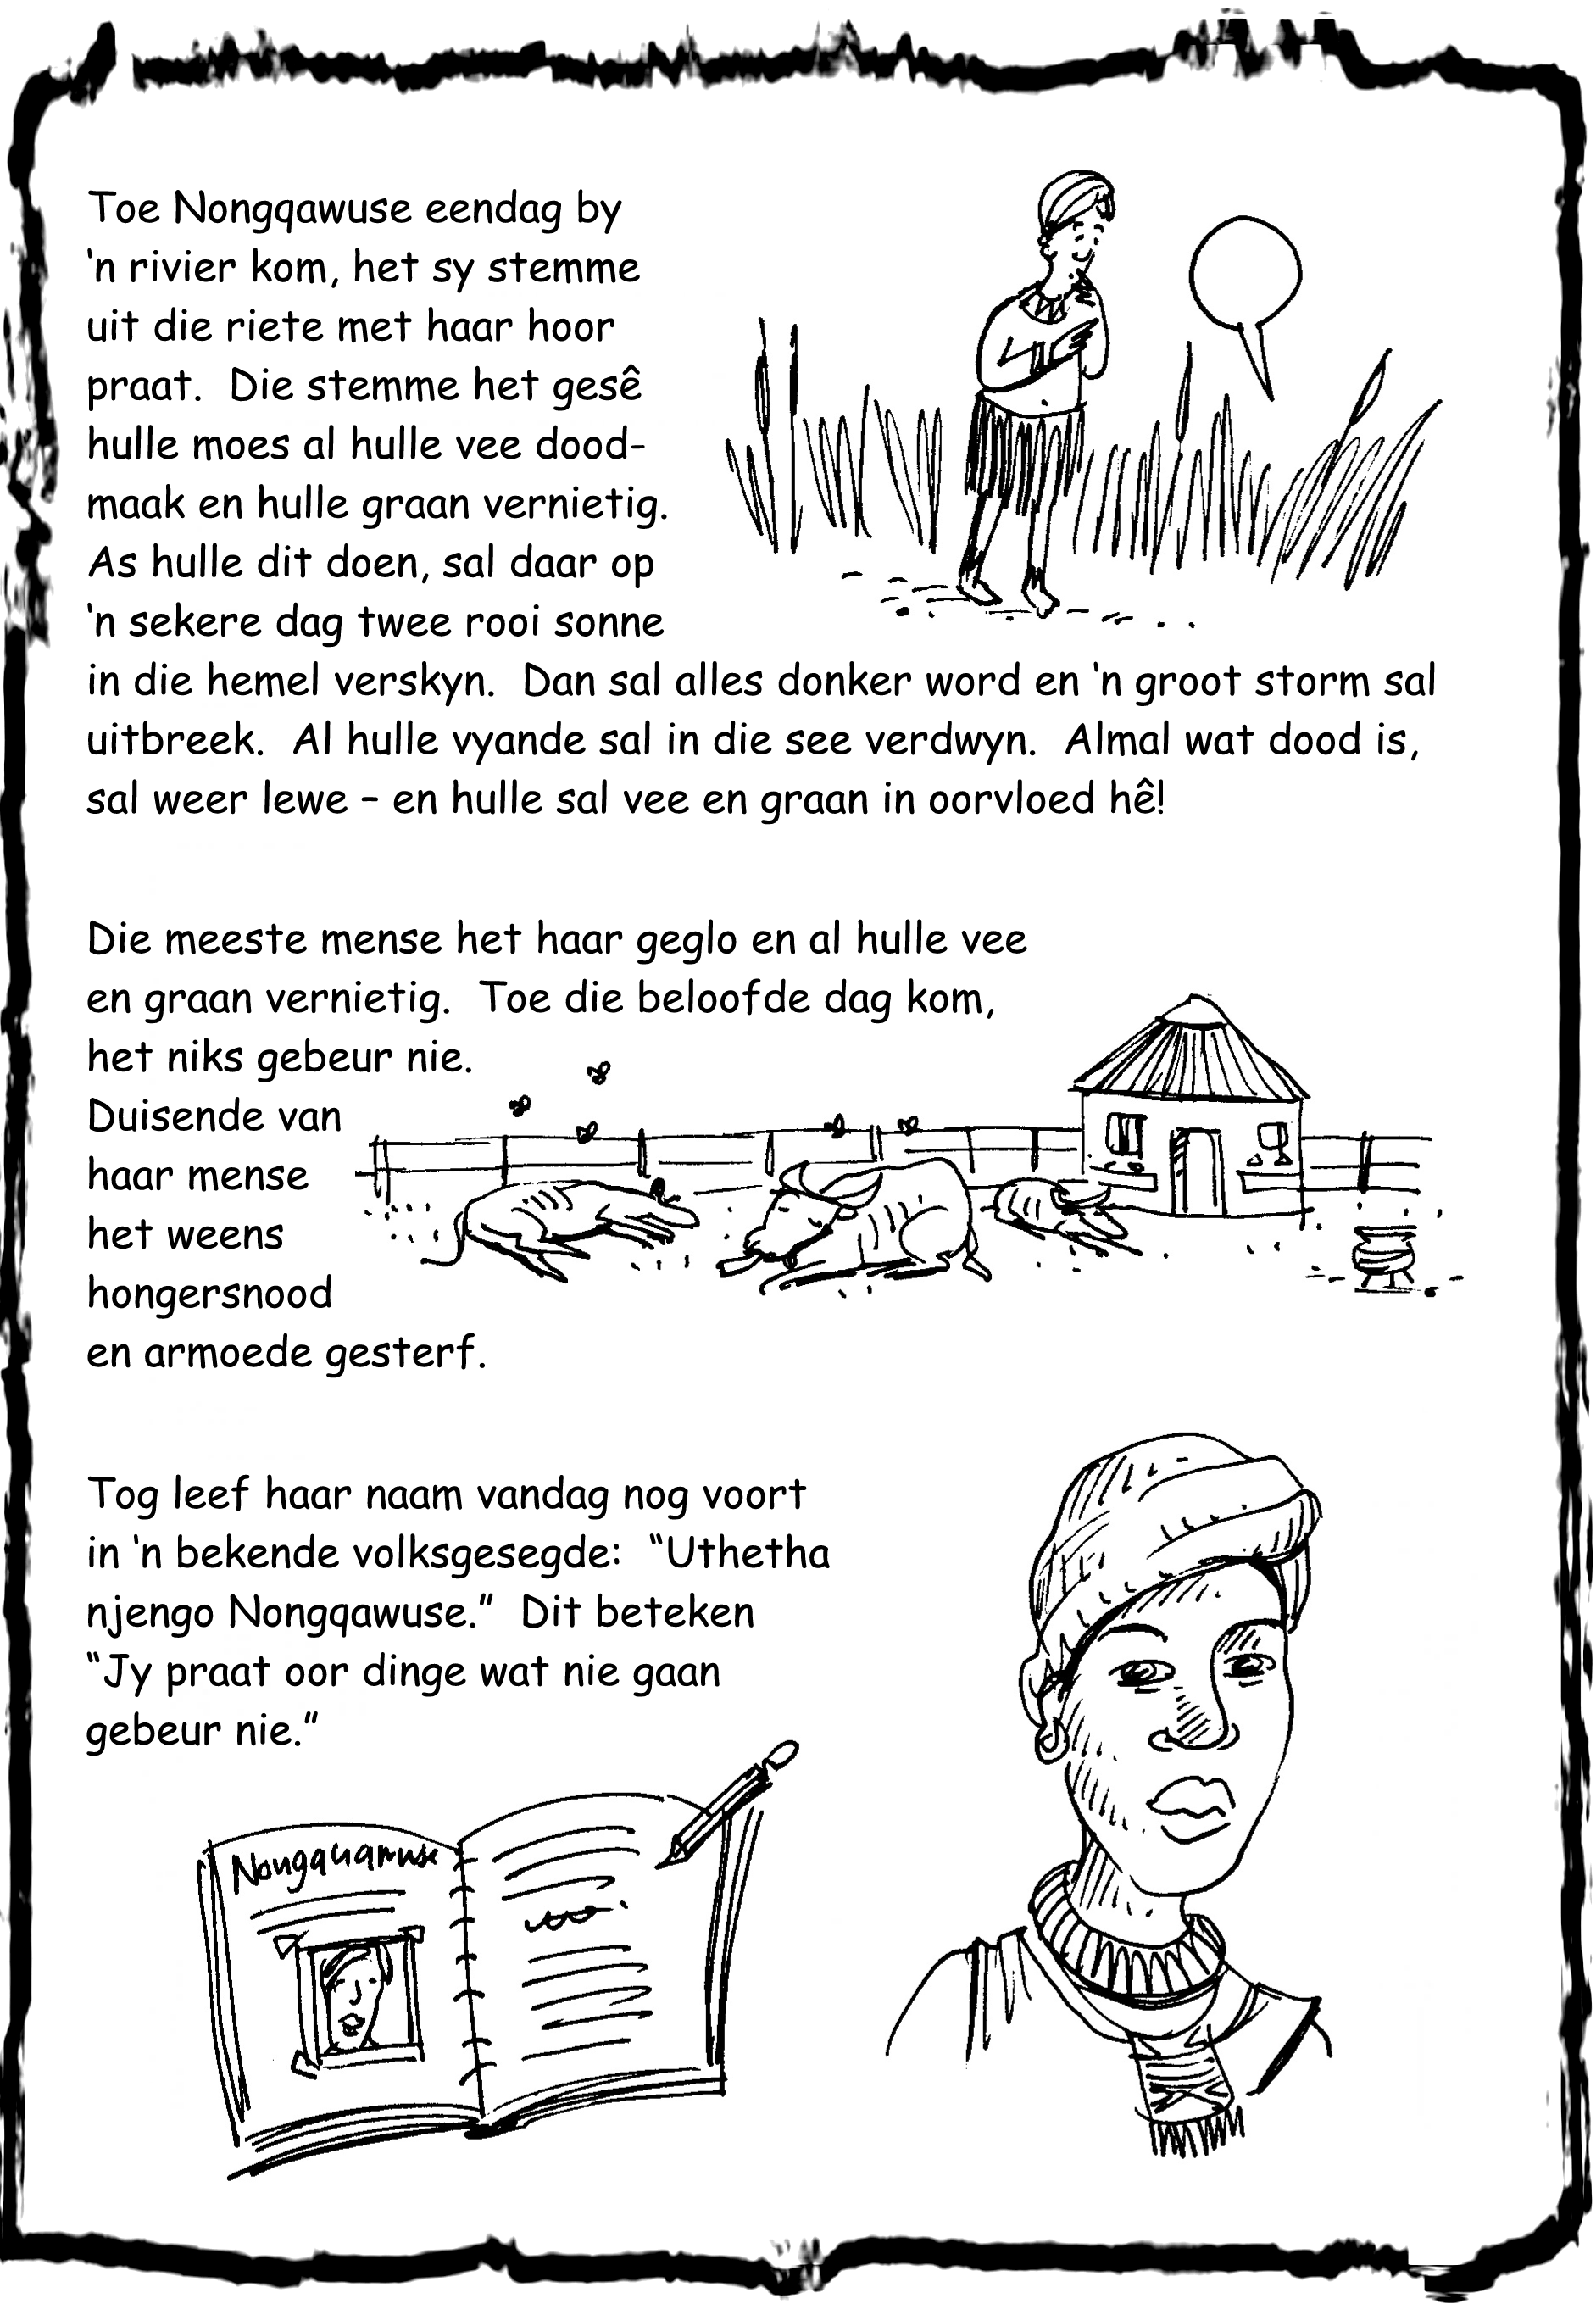 Toe Nongqawuse eendag by
‘n rivier kom, het sy stemme
uit die riete met haar hoor
praat.  Die stemme het gesê
hulle moes al hulle vee dood-
maak en hulle graan vernietig.
As hulle dit doen, sal daar op
‘n sekere dag twee rooi sonne
in die hemel verskyn.  Dan sal alles donker word en ‘n groot storm sal
uitbreek.  Al hulle vyande sal in die see verdwyn.  Almal wat dood is,
sal weer lewe – en hulle sal vee en graan in oorvloed hê!
Die meeste mense het haar geglo en al hulle vee
en graan vernietig.  Toe die beloofde dag kom,
het niks gebeur nie.
Duisende van
haar mense
het weens
hongersnood
en armoede gesterf.
Tog leef haar naam vandag nog voort
in ‘n bekende volksgesegde:  “Uthetha
njengo Nongqawuse.”  Dit beteken
“Jy praat oor dinge wat nie gaan
gebeur nie.”